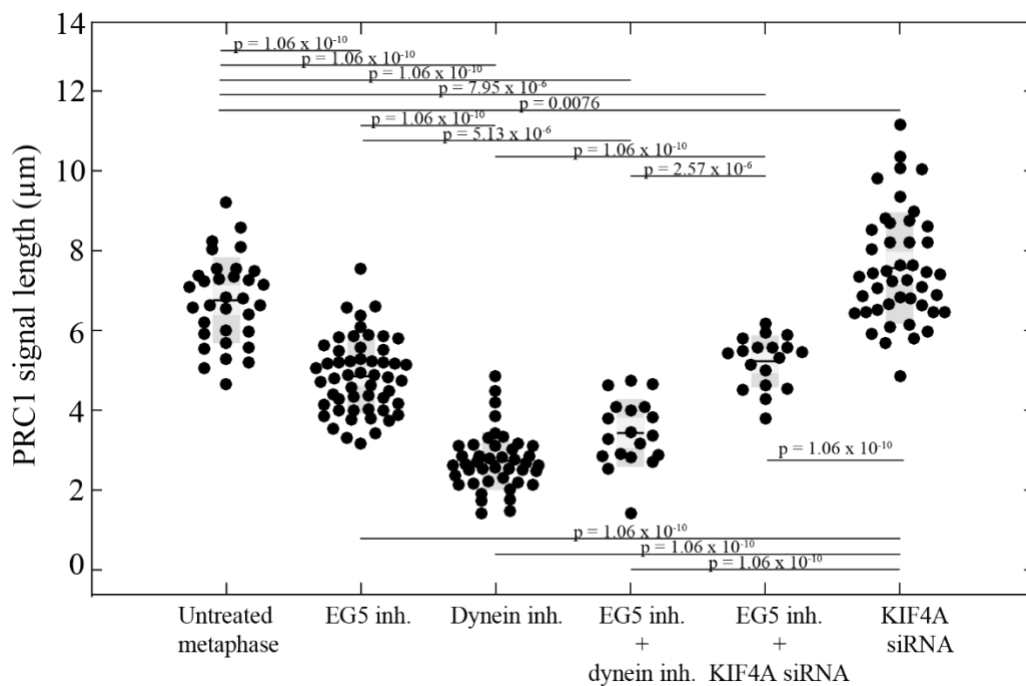 14
p = 1.06 x 10⁻¹⁰
p = 1.06 x 10⁻¹⁰
p = 1.06 x 10⁻¹⁰
p = 7.95 x 10⁻⁶
12
p = 0.0076
p = 1.06 x 10⁻¹⁰
p = 5.13 x 10⁻⁶
p = 1.06 x 10⁻¹⁰
10
p = 2.57 x 10⁻⁶
PRC1 signal length (µm)
8
6
4
p = 1.06 x 10⁻¹⁰
2
p = 1.06 x 10⁻¹⁰
p = 1.06 x 10⁻¹⁰
0
p = 1.06 x 10⁻¹⁰
Untreated
metaphase
EG5 inh.
Dynein inh.
EG5 inh.
+
dynein inh.
EG5 inh.
+
KIF4A siRNA
KIF4A
siRNA